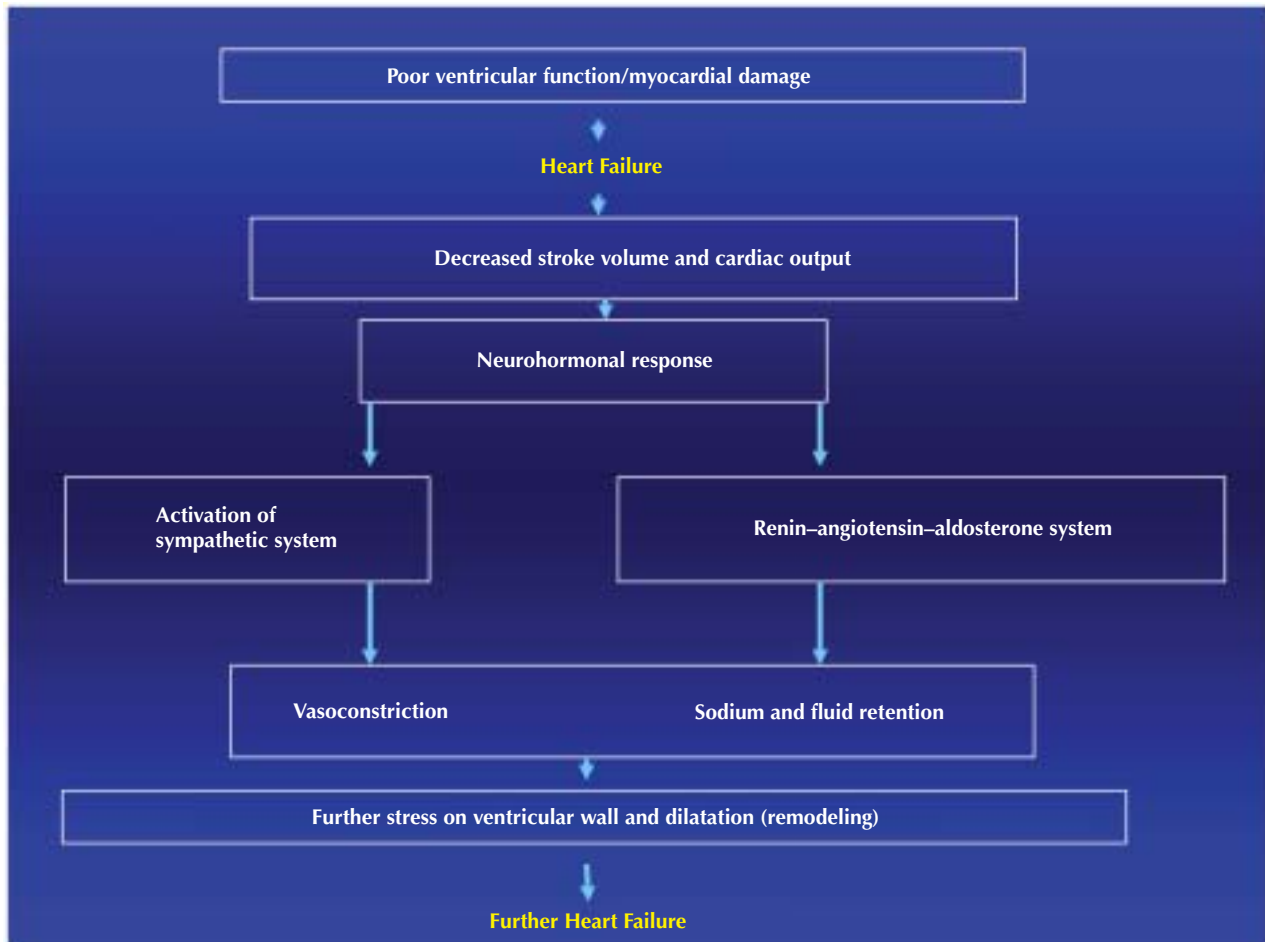 Poor ventricular function/myocardial damage
Heart Failure
Decreased stroke volume and cardiac output
Neurohormonal response
Activation of
sympathetic system
Renin–angiotensin–aldosterone system
Vasoconstriction
Sodium and fluid retention
Further stress on ventricular wall and dilatation (remodeling)
Further Heart Failure